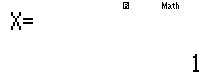 R Math
X=
1